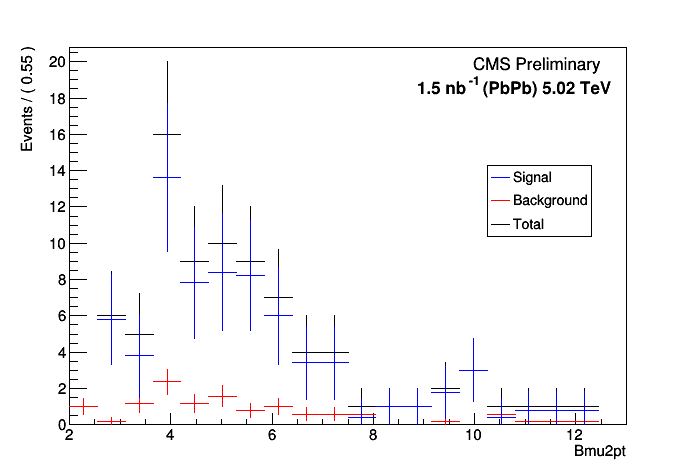 CMS Preliminary
1.5 nb-1 (PbPb) 5.02 TeV
Events / ( 0.55 )
20
18
16
14
12
10
8
6
4
2
0
Signal
Background
Total
2 4 6 8 10 12
Bmu2pt